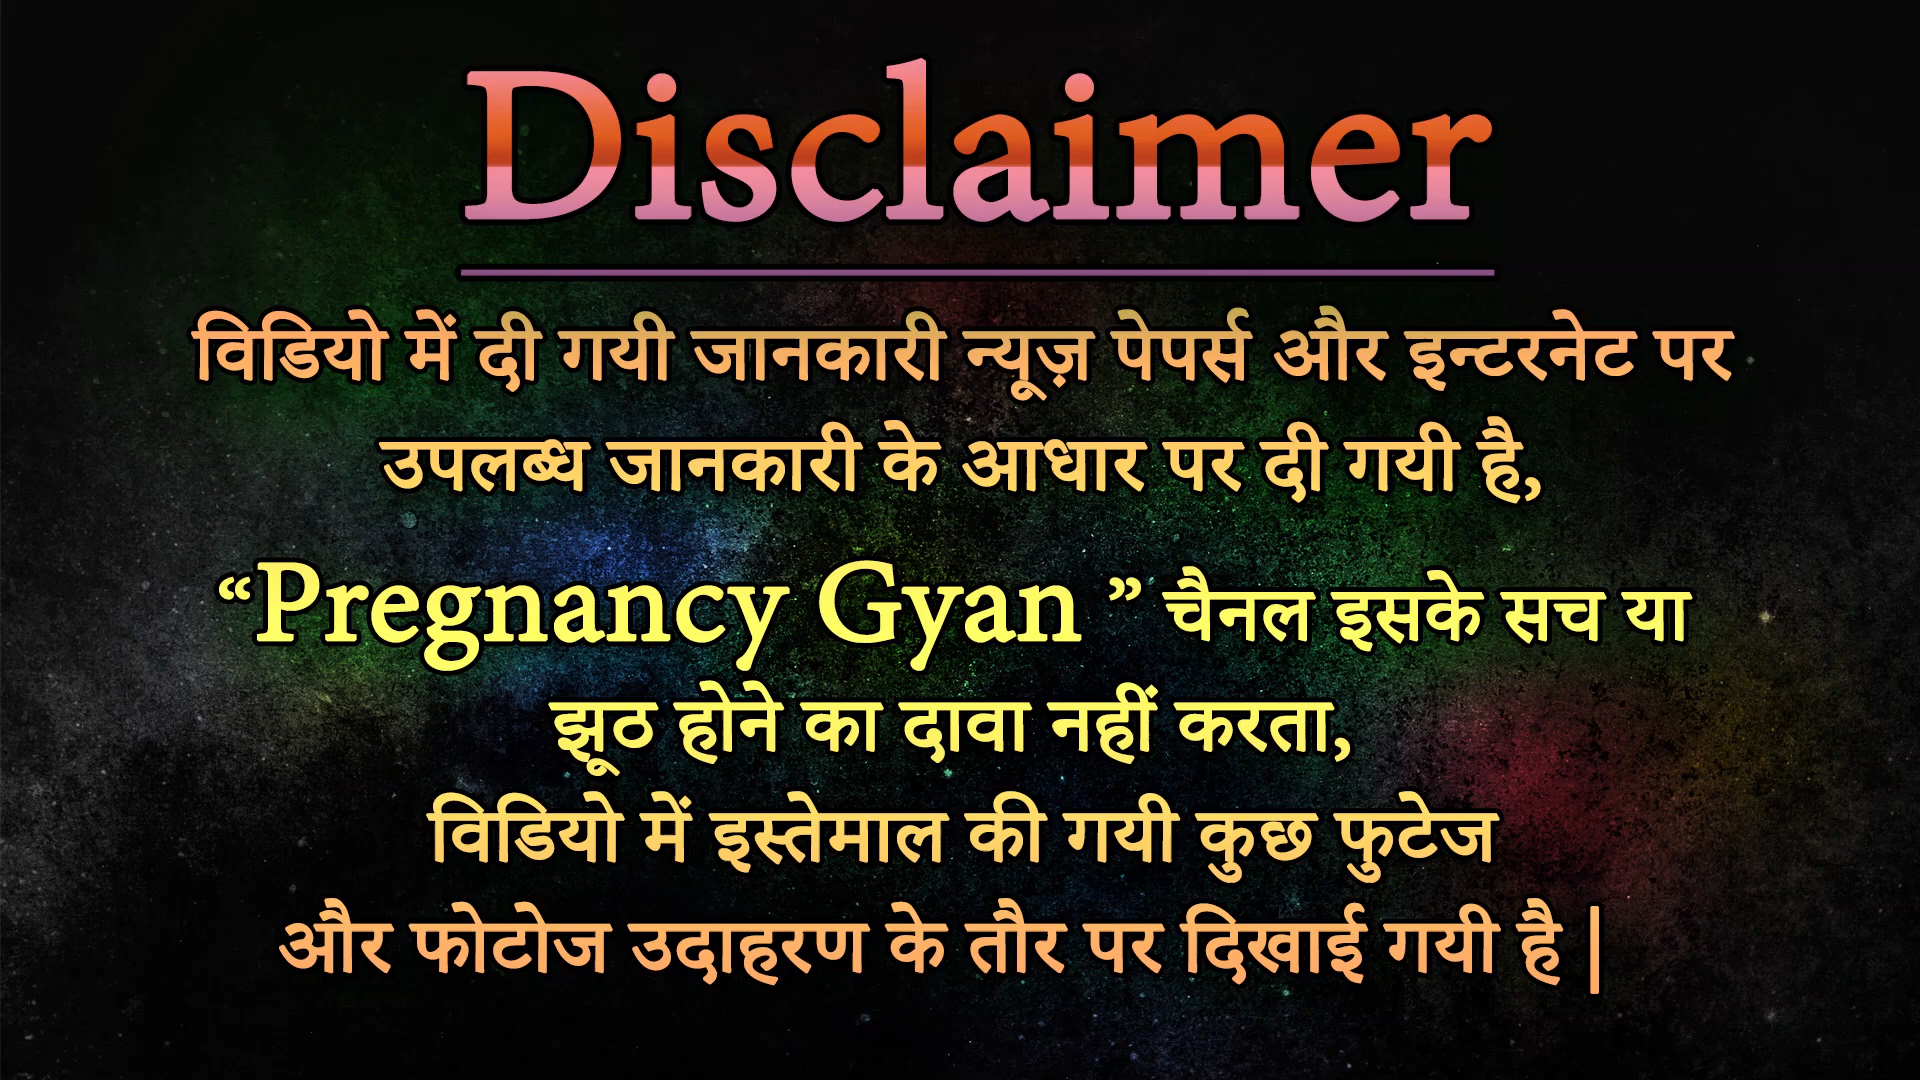 Disclaimer
विडियो में दी गयी जानकारी न्यूज़ पेपर्स और इन्टरनेट पर
उपलब्ध जानकारी के आधार पर दी गयी है,
“Pregnancy Gyan ” चैनल इसके सच या
झूठ होने का दावा नहीं करता,
विडियो में इस्तेमाल की गयी कुछ फुटेज
और फोटोज उदाहरण के तौर पर दिखाई गयी है |